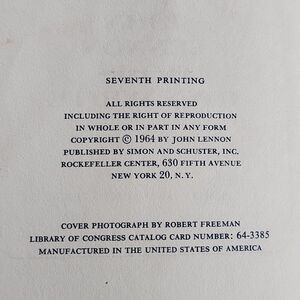 SEVENTH PRINTING
ALL RIGHTS RESERVED
INCLUDING THE RIGHT OF REPRODUCTION
IN WHOLE OR IN PART IN ANY FORM
COPYRIGHT © 1964 BY JOHN LENNON
PUBLISHED BY SIMON AND SCHUSTER, INC.
ROCKEFELLER CENTER, 630 FIFTH AVENUE
NEW YORK 20, N.Y.
COVER PHOTOGRAPH BY ROBERT FREEMAN
LIBRARY OF CONGRESS CATALOG CARD NUMBER: 64-3385
MANUFACTURED IN THE UNITED STATES OF AMERICA